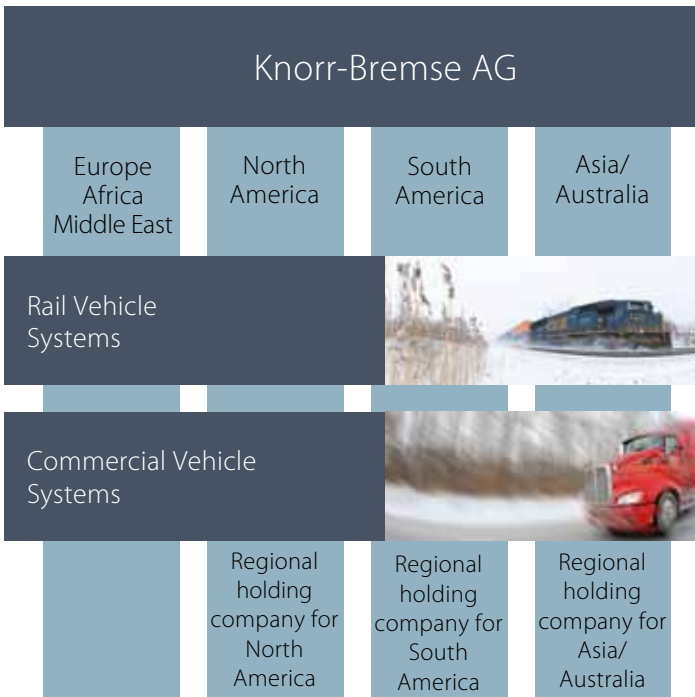 Knorr-Bremse AG
Europe
Africa
Middle East
North
America
South
America
Asia/
Australia
Rail Vehicle
Systems
Commercial Vehicle
Systems
Regional
holding
company for
North
America
Regional
holding
company for
South
America
Regional
holding
company for
Asia/
Australia